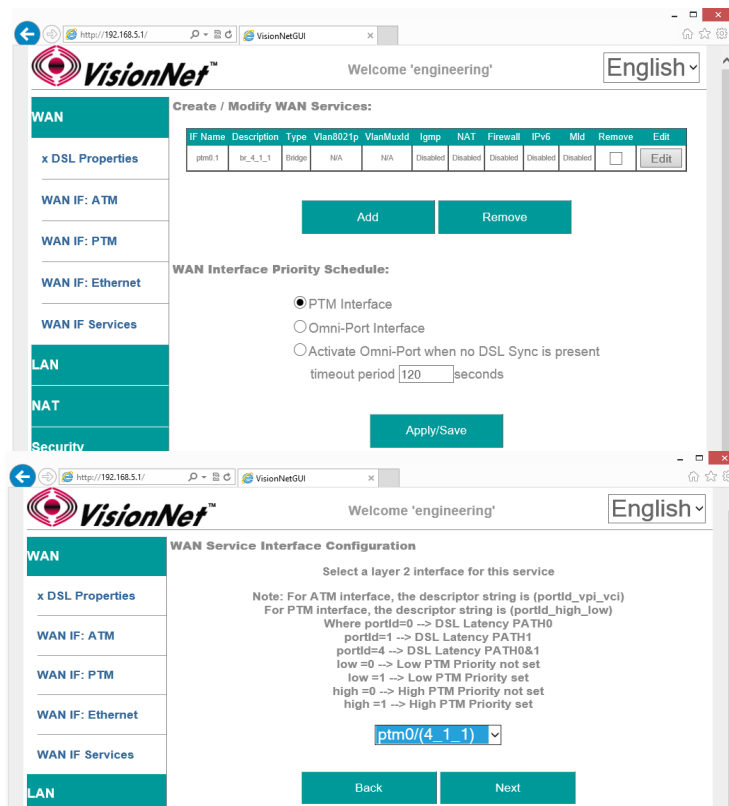 http://192.168.5.1/
VisionNetGUI
VisionNet™
Welcome 'engineering'
English
WAN
x DSL Properties
WAN IF: ATM
WAN IF: PTM
WAN IF: Ethernet
WAN IF Services
LAN
NAT
Security
Create / Modify WAN Services:
IF Name Description Type Vlan8021p VlanMuxId Igmp NAT Firewall IPv6 Mld Remove Edit
ptm0.1 br_4_1_1 Bridge N/A N/A Disabled Disabled Disabled Disabled Disabled Edit
Add Remove
WAN Interface Priority Schedule:
PTM Interface
Omni-Port Interface
Activate Omni-Port when no DSL Sync is present
timeout period 120 seconds
Apply/Save
http://192.168.5.1/
VisionNetGUI
VisionNet™
Welcome 'engineering'
English
WAN
x DSL Properties
WAN IF: ATM
WAN IF: PTM
WAN IF: Ethernet
WAN IF Services
LAN
WAN Service Interface Configuration
Select a layer 2 interface for this service
Note: For ATM interface, the descriptor string is (portId_vpi_vci)
For PTM interface, the descriptor string is (portId_high_low)
Where portId=0 --> DSL Latency PATH0
portId=1 --> DSL Latency PATH1
portId=4 --> DSL Latency PATH0&1
low =0 --> Low PTM Priority not set
low =1 --> Low PTM Priority set
high =0 --> High PTM Priority not set
high =1 --> High PTM Priority set
ptm0/(4_1_1)
Back Next